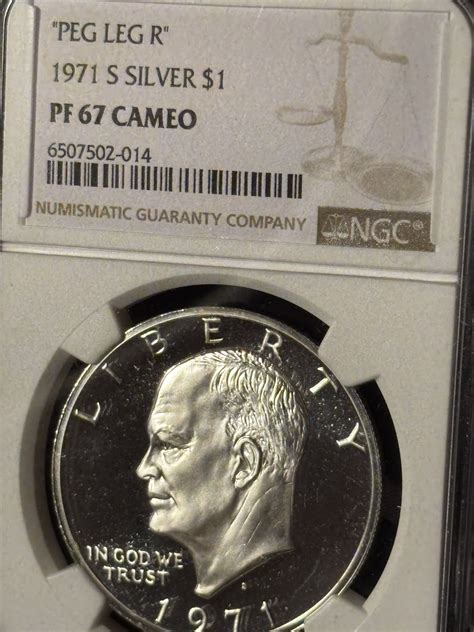 "PEG LEG R"
1971 S SILVER $1
PF 67 CAMEO
6507502-014
NUMISMATIC GUARANTY COMPANY
NGC®
LIBERTY
IN GOD WE
TRUST
S
1971